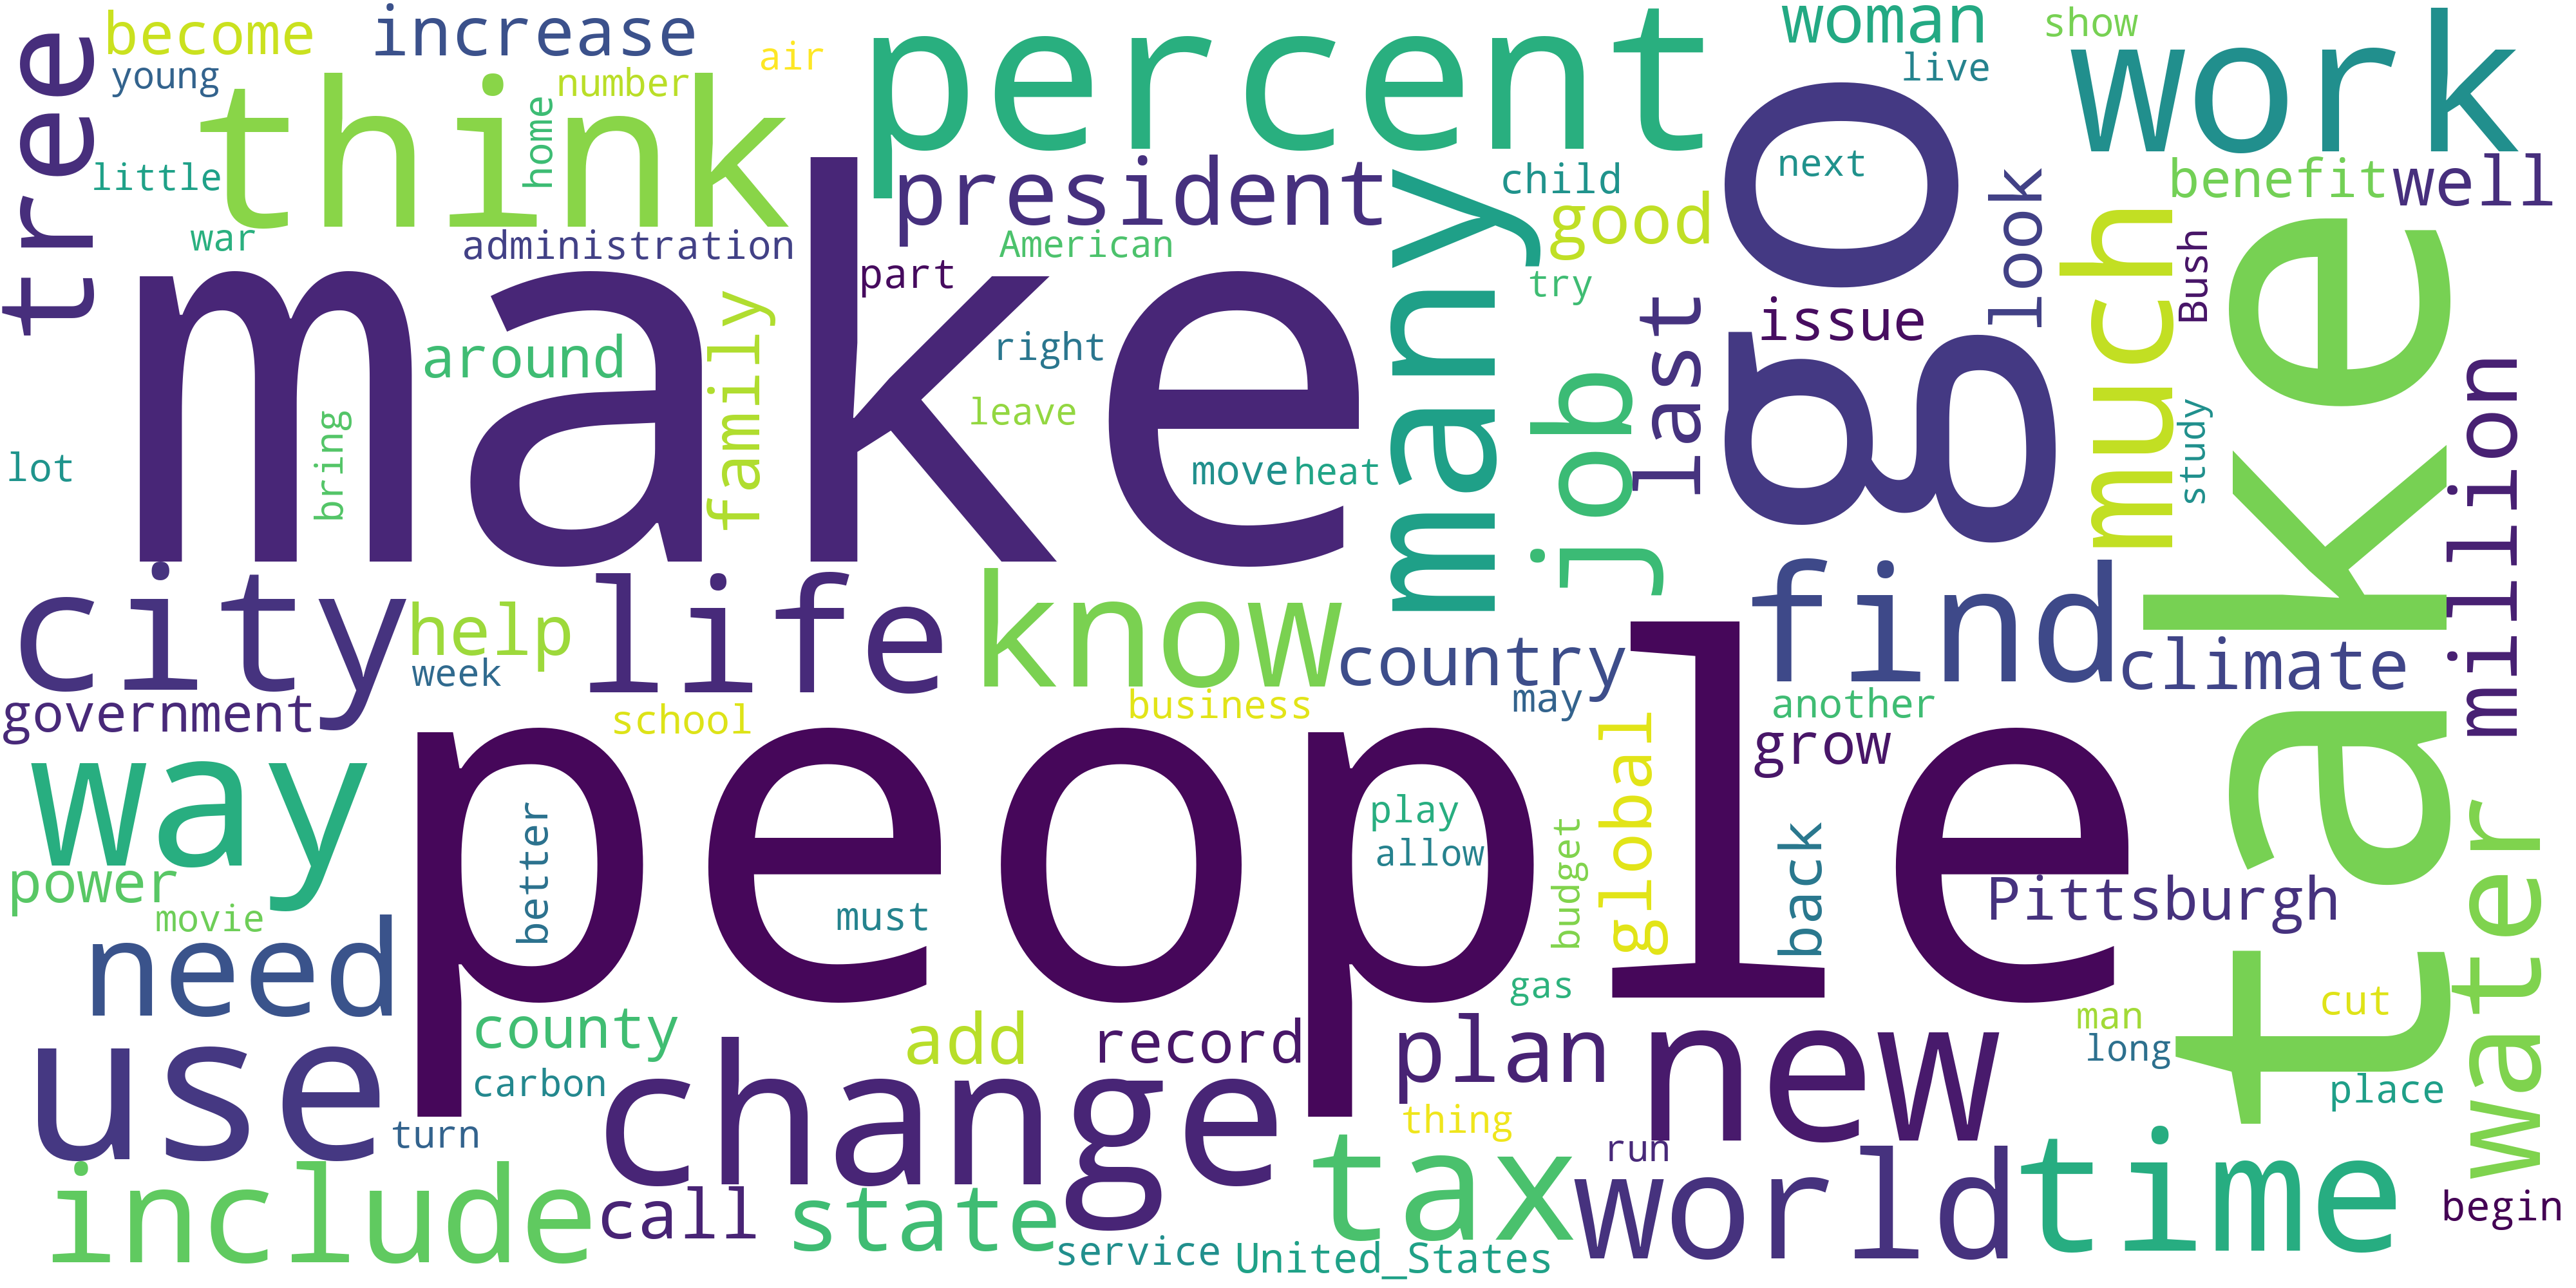 become
increase
percent
woman
show
tree
young
think
number
air
home
live
work
go
little
president
many
child
next
look
benefit
well
war
administration
American
good
make
part
try
much
Bush
take
around
family
right
last
issue
lot
bring
leave
move
heat
job
study
million
city
help
life
know
country
find
climate
government
week
school
business
may
another
way
people
global
grow
power
movie
better
must
play
allow
budget
back
Pittsburgh
water
need
gas
cut
use
county
add
record
plan
new
man
long
carbon
change
place
turn
thing
include
call
state
tax
run
world
time
begin
service
United_States